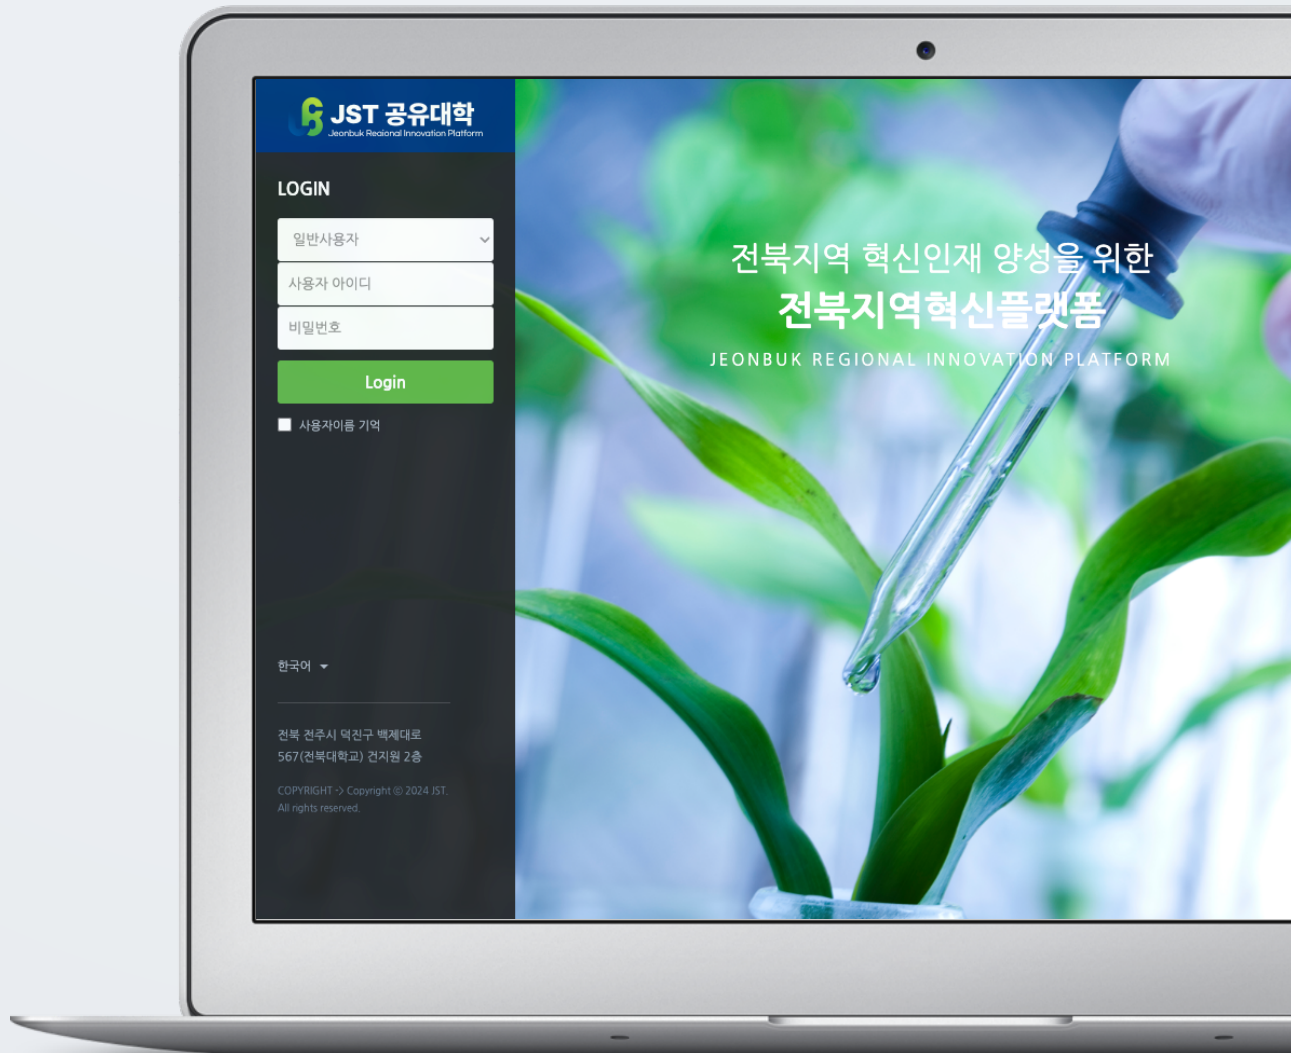 JST 공유대학
Jeonbuk Regional Innovation Platform
LOGIN
일반사용자
사용자 아이디
비밀번호
Login
사용자이름 기억
한국어
전북 전주시 덕진구 백제대로
567(전북대학교) 건지원 2층
COPYRIGHT -> Copyright ⓒ 2024 JST.
All rights reserved.
전북지역 혁신인재 양성을 위한
전북지역혁신플랫폼
JEONBUK REGIONAL INNOVATION PLATFORM